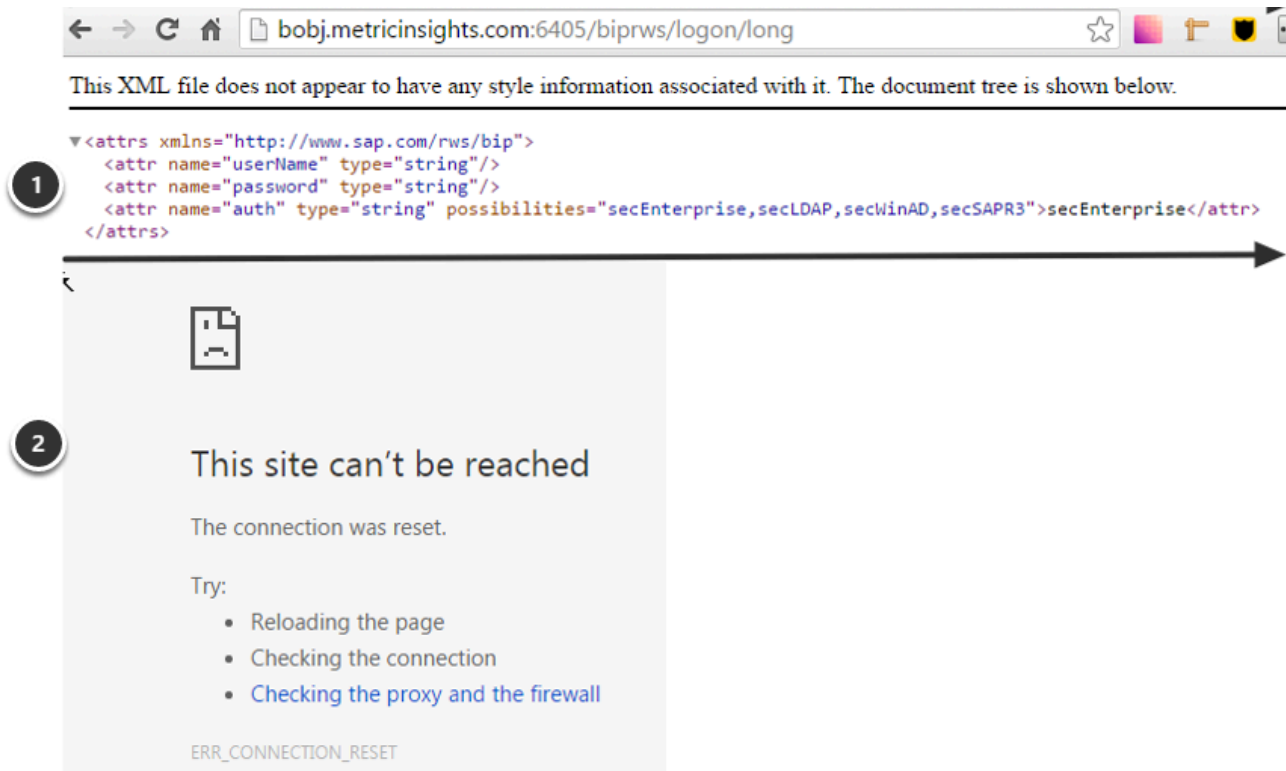 bobj.metricinsights.com:6405/biprws/logon/long
This XML file does not appear to have any style information associated with it. The document tree is shown below.
▼<attrs xmlns="http://www.sap.com/rws/bip">
1
<attr name="userName" type="string"/>
<attr name="password" type="string"/>
<attr name="auth" type="string" possibilities="secEnterprise,secLDAP,secWinAD,secSAPR3">secEnterprise</attr>
</attrs>
2
This site can't be reached
The connection was reset.
Try:
• Reloading the page
• Checking the connection
• Checking the proxy and the firewall
ERR_CONNECTION_RESET